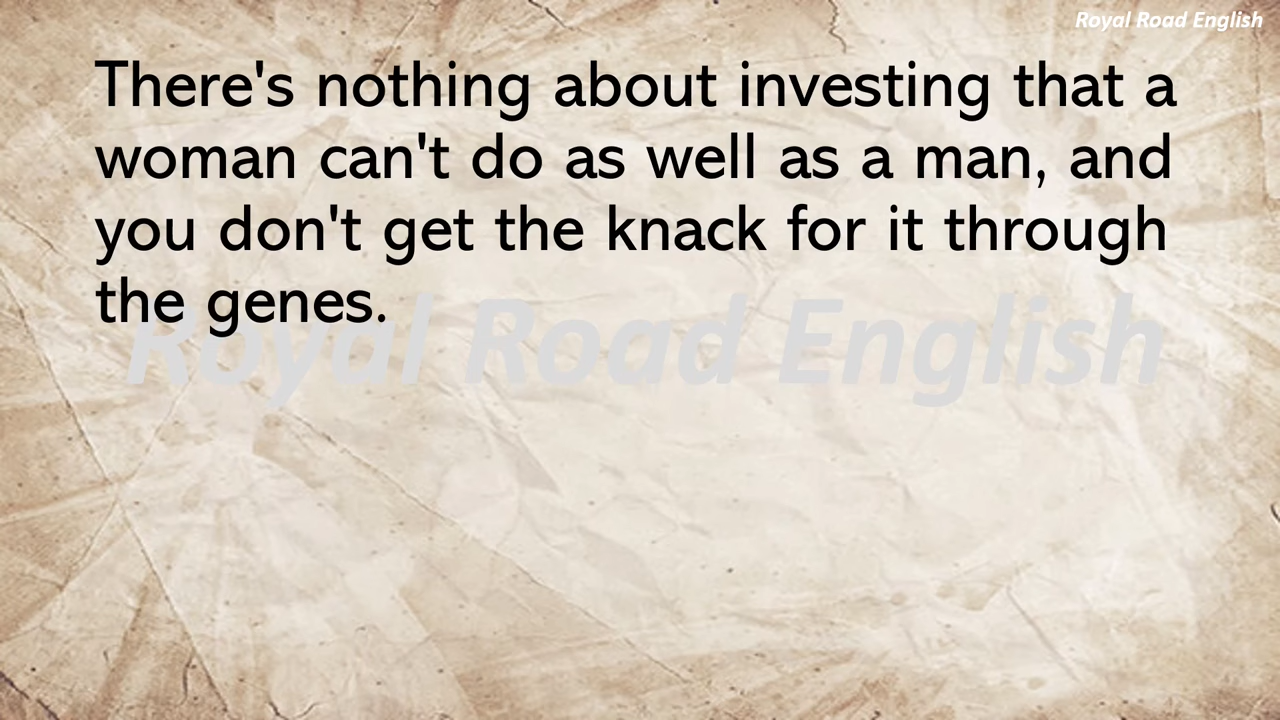 Royal Road English
There's nothing about investing that a
woman can't do as well as a man, and
you don't get the knack for it through
the genes.
Royal Road English